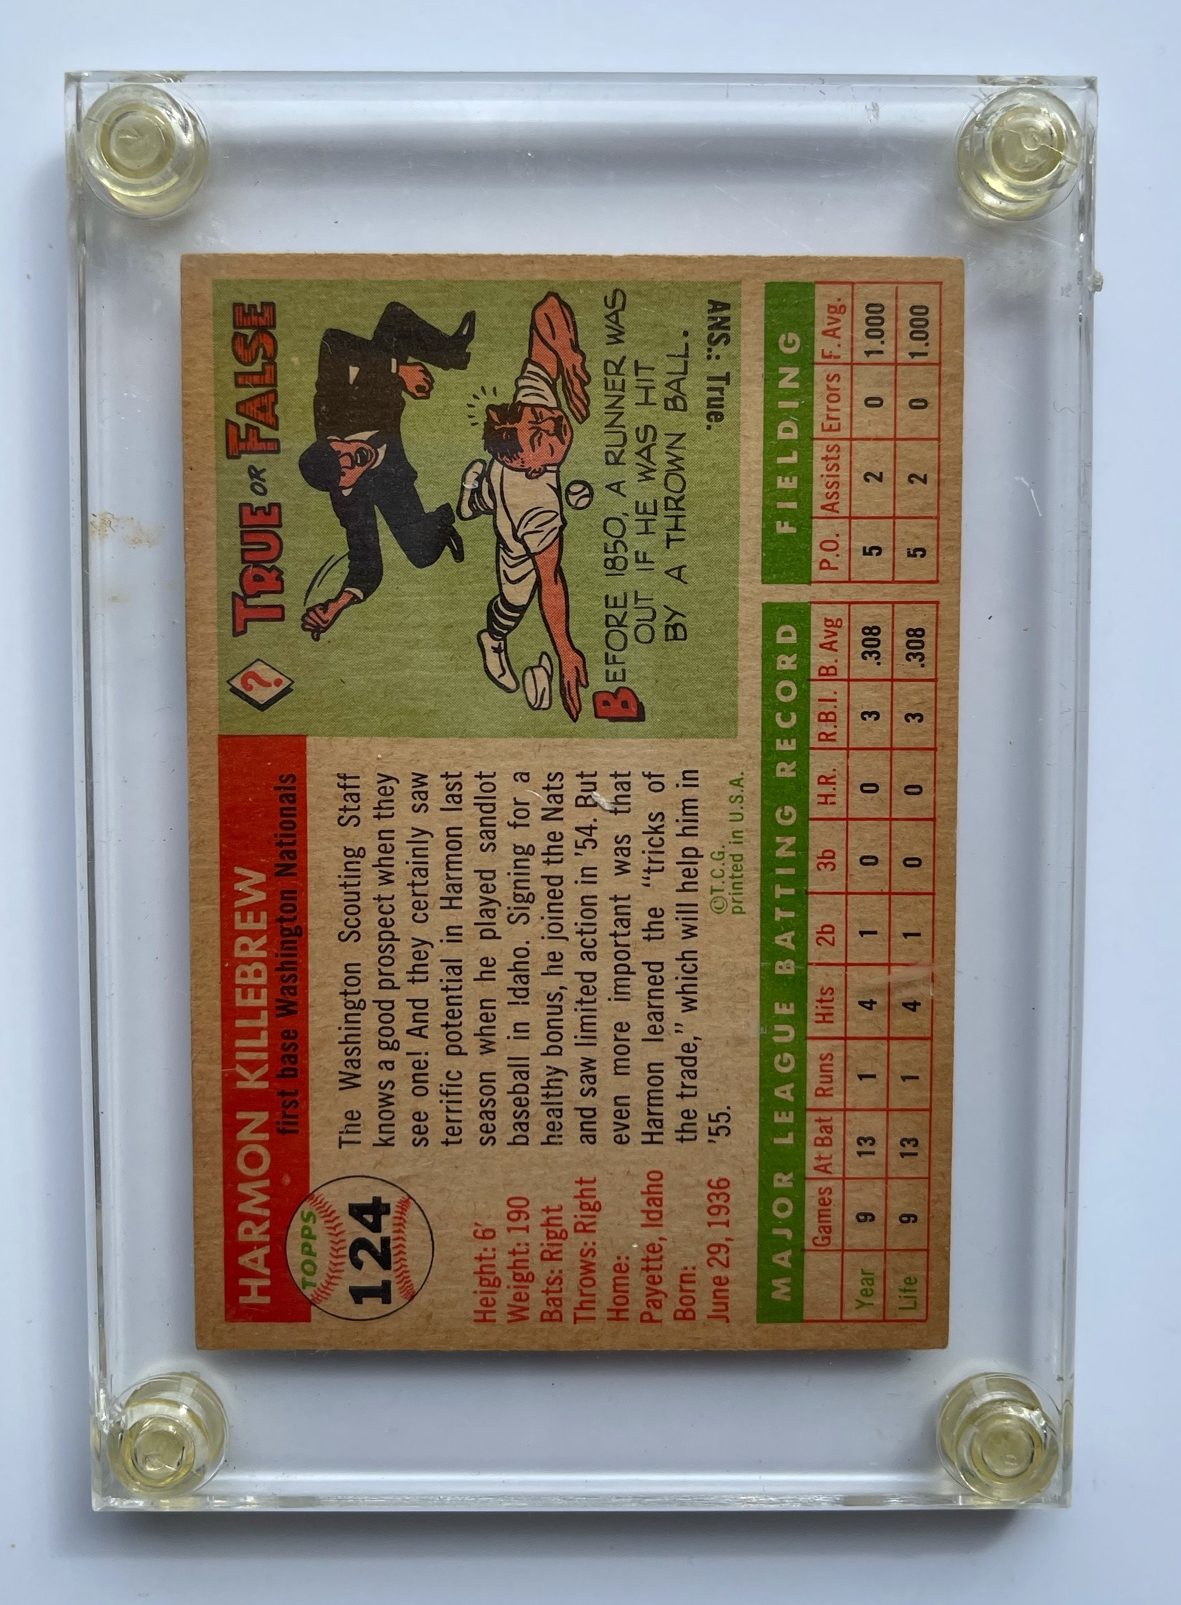 HARMON KILLEBREW
first base Washington Nationals
TOPPS
124
Height: 6'
Weight: 190
Bats: Right
Throws: Right
Home:
Payette, Idaho
Born:
June 29, 1936
The Washington Scouting Staff
knows a good prospect when they
see one! And they certainly saw
terrific potential in Harmon last
season when he played sandlot
baseball in Idaho. Signing for a
healthy bonus, he joined the Nats
and saw limited action in '54. But
even more important was that
Harmon learned the "tricks of
the trade," which will help him in
'55.
©T.C.G.
printed in U.S.A.
? TRUE OR FALSE
BEFORE 1850, A RUNNER WAS
OUT IF HE WAS HIT
BY A THROWN BALL.
ANS.: True.
MAJOR LEAGUE BATTING RECORD FIELDING
Games At Bat Runs Hits 2b 3b H.R. R.B.I. B. Avg P.O. Assists Errors F. Avg.
Year 9 13 1 4 1 0 0 3 .308 5 2 0 1.000
Life 9 13 1 4 1 0 0 3 .308 5 2 0 1.000